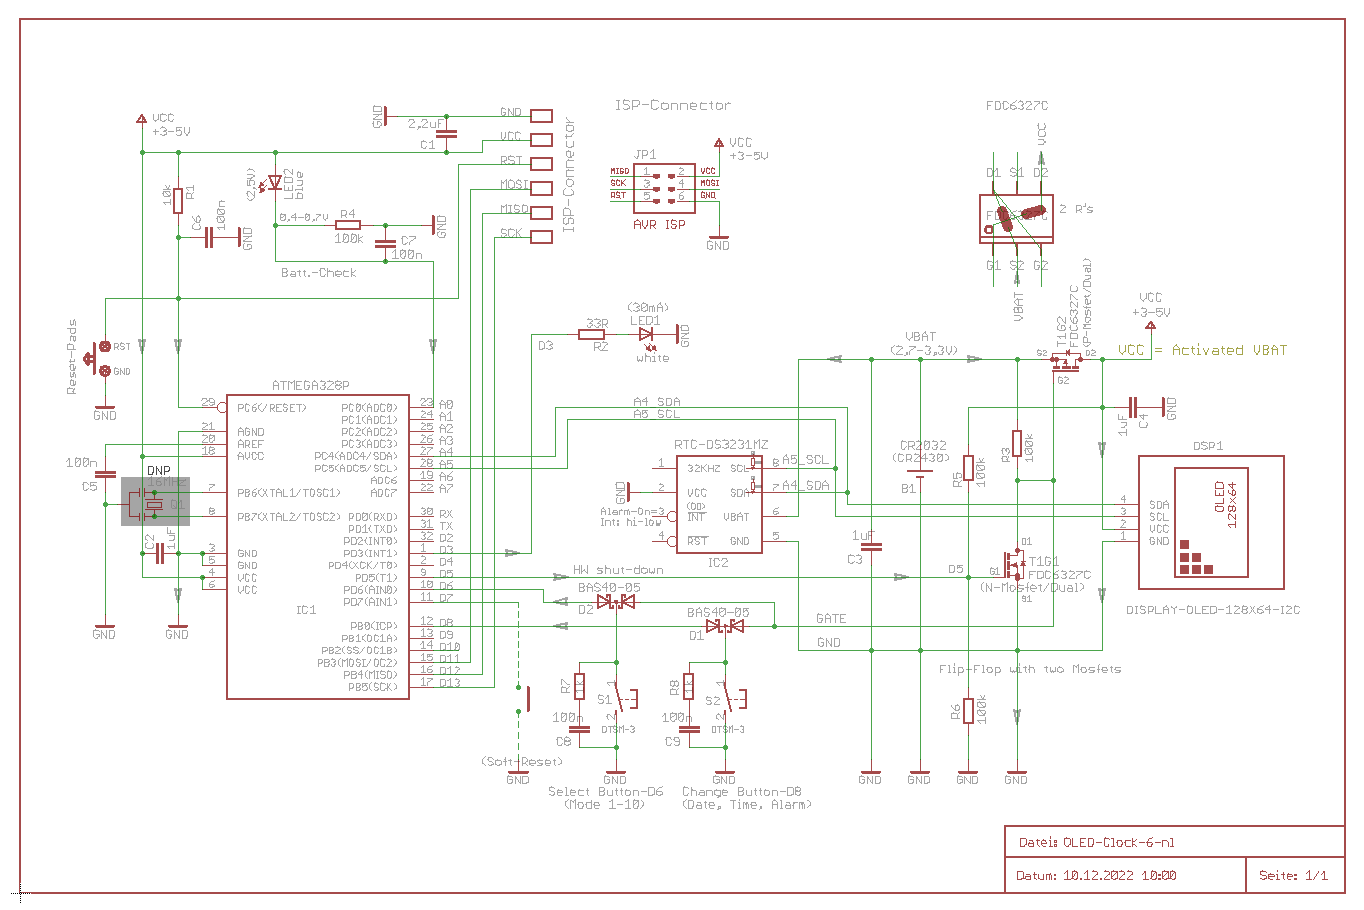 ISP-Connector
FDC6327C
VCC
+3-5V
GND
2,2uF
C1
GND
VCC
RST
MOSI
MISO
SCK
ISP-Connector
VCC
+3-5V
JP1
MISO
SCK
RST
1
3
5
2
4
6
VCC
MOSI
GND
AVR ISP
GND
VCC
D1
S1
D2
FDC6327C
2 R's
G1
S2
G2
VBAT
10k
R1
C6
100n
GND
(2,5V)
LED2
blue
0,4-0,7V
R4
100k
C7
100n
GND
Batt.-Check
Reset-Pads
RST
GND
GND
D3
33R
R2
(30mA)
LED1
white
GND
VBAT
(2,7-3,3V)
T1G2
FDC6327C
(P-Mosfet/Dual)
S2
D2
G2
VCC
+3-5V
VCC = Activated VBAT
1uF
C4
GND
ATMEGA328P
29
21
20
18
7
8
3
5
4
6
PC6(/RESET)
AGND
AREF
AVCC
PB6(XTAL1/TOSC1)
PB7(XTAL2/TOSC2)
GND
GND
VCC
VCC
PC0(ADC0)
PC1(ADC1)
PC2(ADC2)
PC3(ADC3)
PC4(ADC4/SDA)
PC5(ADC5/SCL)
ADC6
ADC7
PD0(RXD)
PD1(TXD)
PD2(INT0)
PD3(INT1)
PD4(XCK/T0)
PD5(T1)
PD6(AIN0)
PD7(AIN1)
PB0(ICP)
PB1(OC1A)
PB2(SS/OC1B)
PB3(MOSI/OC2)
PB4(MISO)
PB5(SCK)
23 A0
24 A1
25 A2
26 A3
27 A4
28 A5
19 A6
22 A7
30 RX
31 TX
32 D2
1 D3
2 D4
9 D5
10 D6
11 D7
12 D8
13 D9
14 D10
15 D11
16 D12
17 D13
IC1
100n
C5
DNP
16MHz
Q1
C2
1uF
GND
GND
A4_SDA
A5_SCL
RTC-DS3231MZ
1
2
3
4
32KHZ
VCC
INT
RST
SCL
SDA
VBAT
GND
8
7
6
5
A5_SCL
A4_SDA
GND
Alarm-On=
Int: hi-low
IC2
CR2032
(CR2430)
B1
1uF
C3
R5
100k
R3
100k
D1
G1
S1
T1G1
FDC6327C
(N-Mosfet/Dual)
DSP1
4
3
2
1
SDA
SCL
VCC
GND
OLED
128x64
DISPLAY-OLED-128X64-I2C
HW shut-down
D5
BAS40-05
D2
BAS40-05
D1
GATE
GND
Flip-Flop with two Mosfets
R7
1k
100n
C8
S1
1
2
DTSM-3
R8
1k
100n
C9
S2
1
2
DTSM-3
R6
100k
(Soft-Reset)
GND
GND
GND
GND
GND
GND
GND
Select Button-D6
(Mode 1-10)
Change Button-D8
(Date, Time, Alarm)
Datei: OLED-Clock-6-nl
Datum: 10.12.2022 10:00
Seite: 1/1